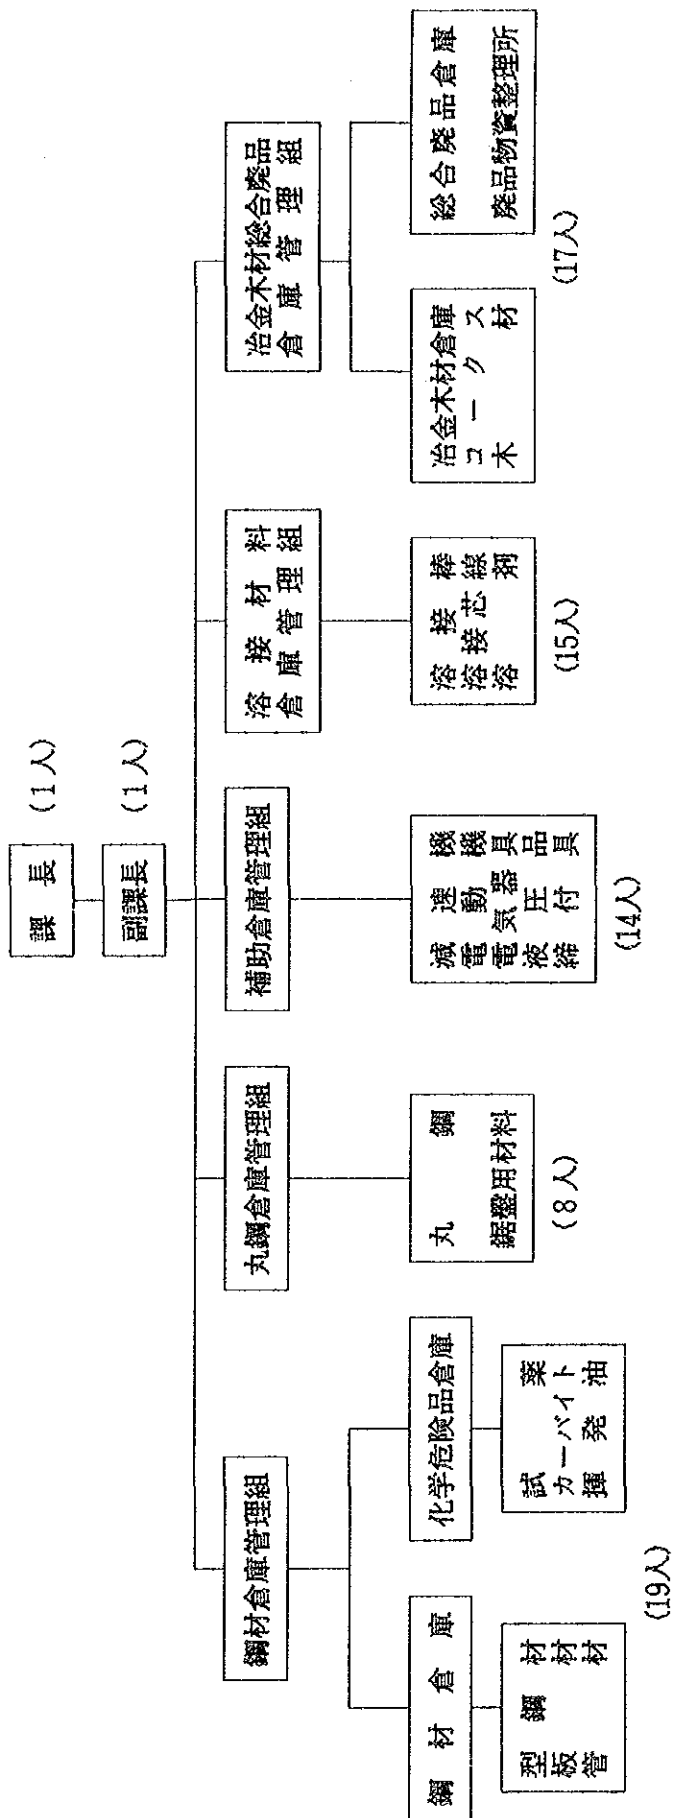 課長 (1人)
副課長 (1人)
鋼材倉庫管理組
丸鋼倉庫管理組
補助倉庫管理組
溶接材料
倉庫管理組
冶金木材総合廃品
倉庫管理組
鋼材倉庫
化学危険品倉庫
丸鋼
鋸盤用材料
減速機
電動機
電気器具
液圧品
締付具
溶接棒
溶接芯線
溶剤
冶金木材倉庫
コークス
木材
総合廃品倉庫
廃品物資整理所
型鋼材
板材
管材
試薬
カーバイト
揮発油
(19人)
(8人)
(14人)
(15人)
(17人)